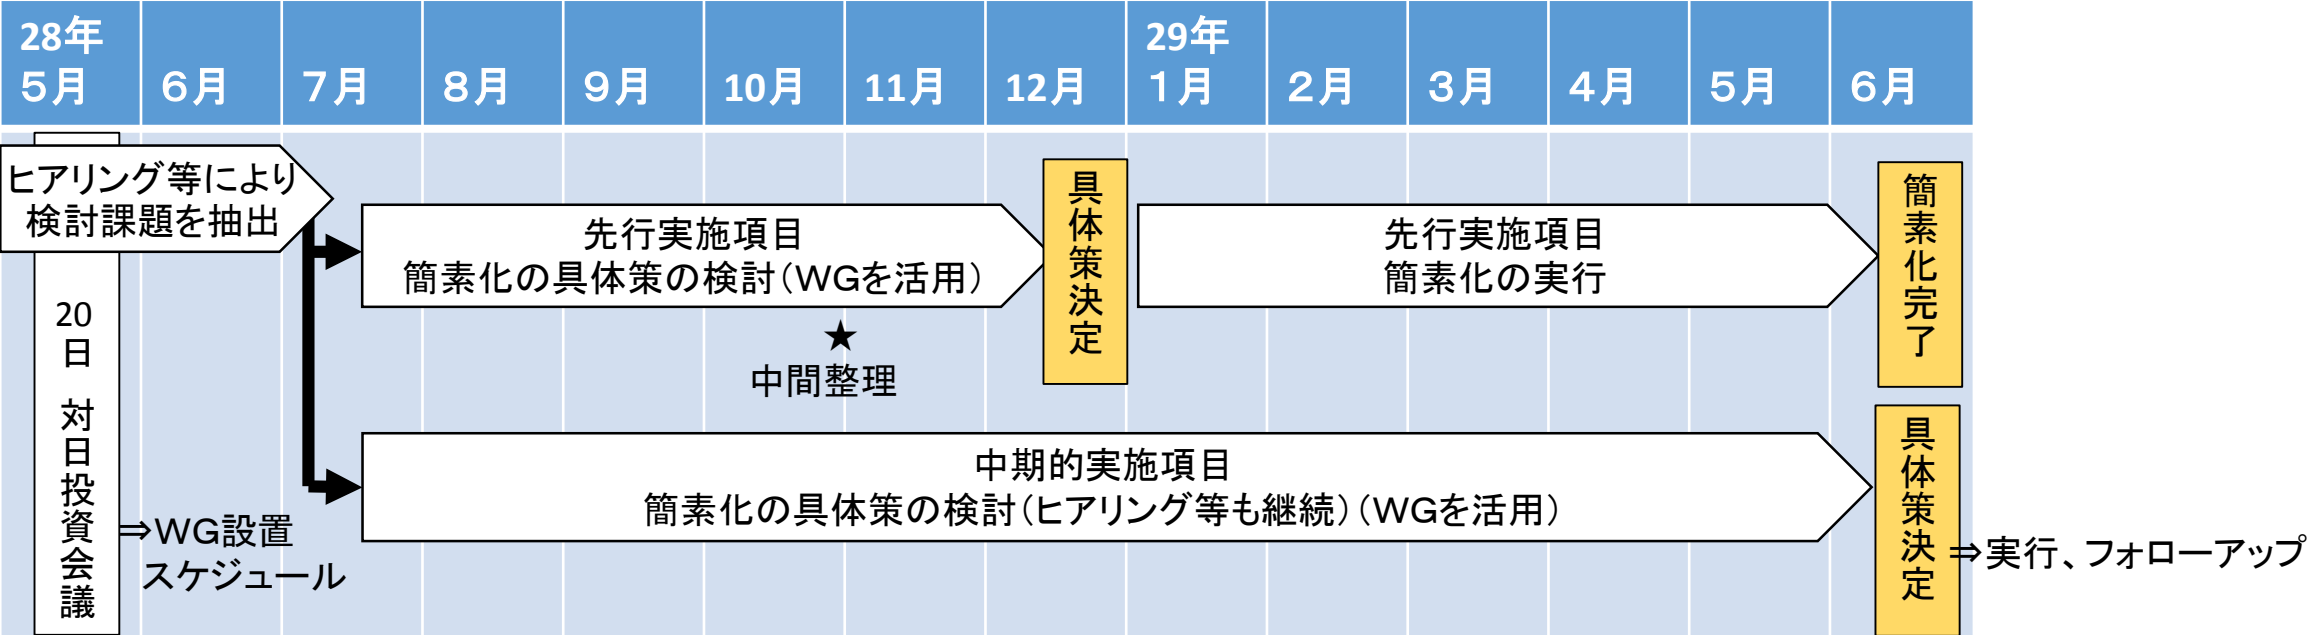 28年
5月
6月
7月
8月
9月
10月
11月
12月
29年
1月
2月
3月
4月
5月
6月
ヒアリング等により
検討課題を抽出
20日 対日投資会議
⇒WG設置
スケジュール
先行実施項目
簡素化の具体策の検討(WGを活用)
★
中間整理
具体策決定
先行実施項目
簡素化の実行
簡素化完了
中期的実施項目
簡素化の具体策の検討(ヒアリング等も継続)(WGを活用)
具体策決定
⇒実行、フォローアップ